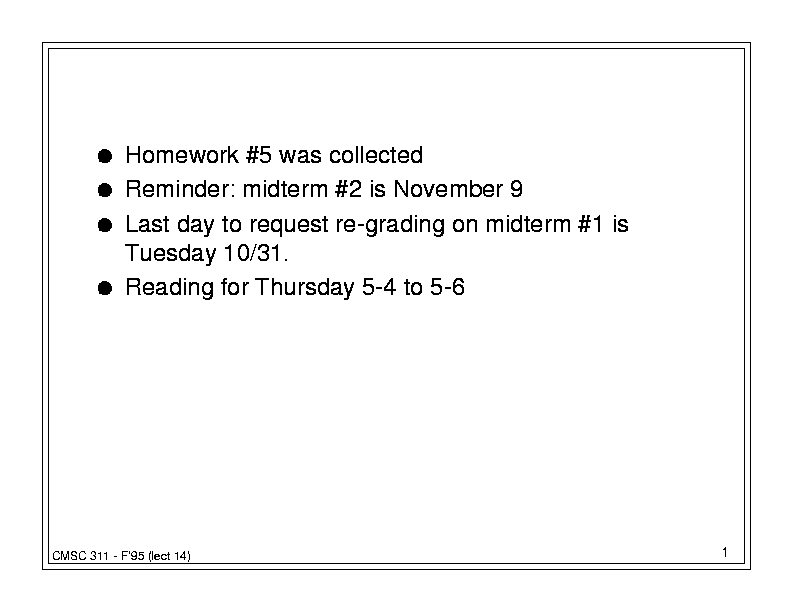 ● Homework #5 was collected
● Reminder: midterm #2 is November 9
● Last day to request re-grading on midterm #1 is
Tuesday 10/31.
● Reading for Thursday 5-4 to 5-6
CMSC 311 - F'95 (lect 14)
1